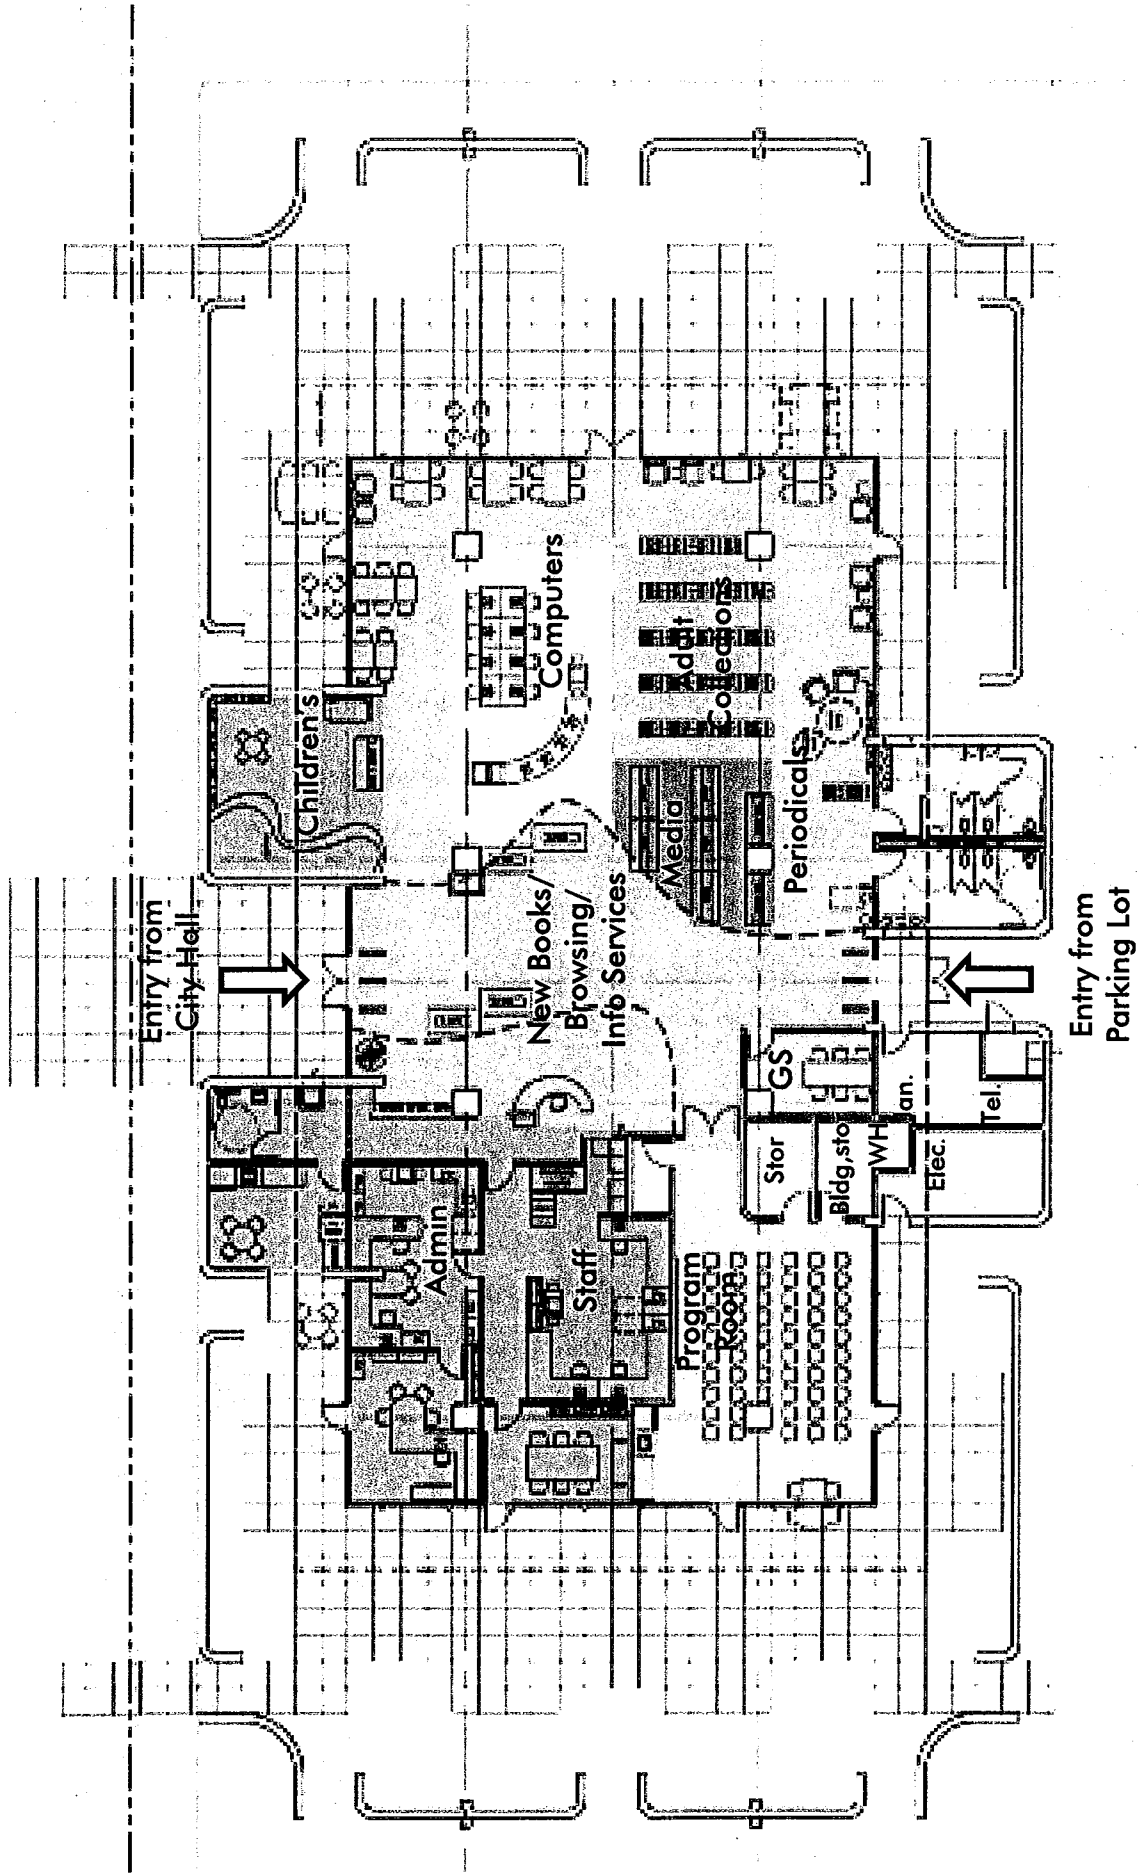 Entry from
City Hall
Children's
Computers
Adult
Collections
Admin
New Books/
Browsing/
Info Services
Media
Periodicals
Staff
Program
Room
GS
Stor
Bldg,sto
WH
an.
Elec.
Tel.
Entry from
Parking Lot